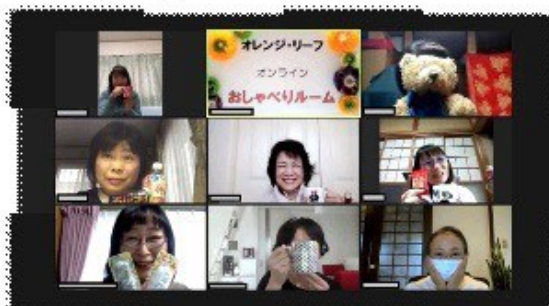 オレンジ・リーフ
オンライン
おしゃべりルーム